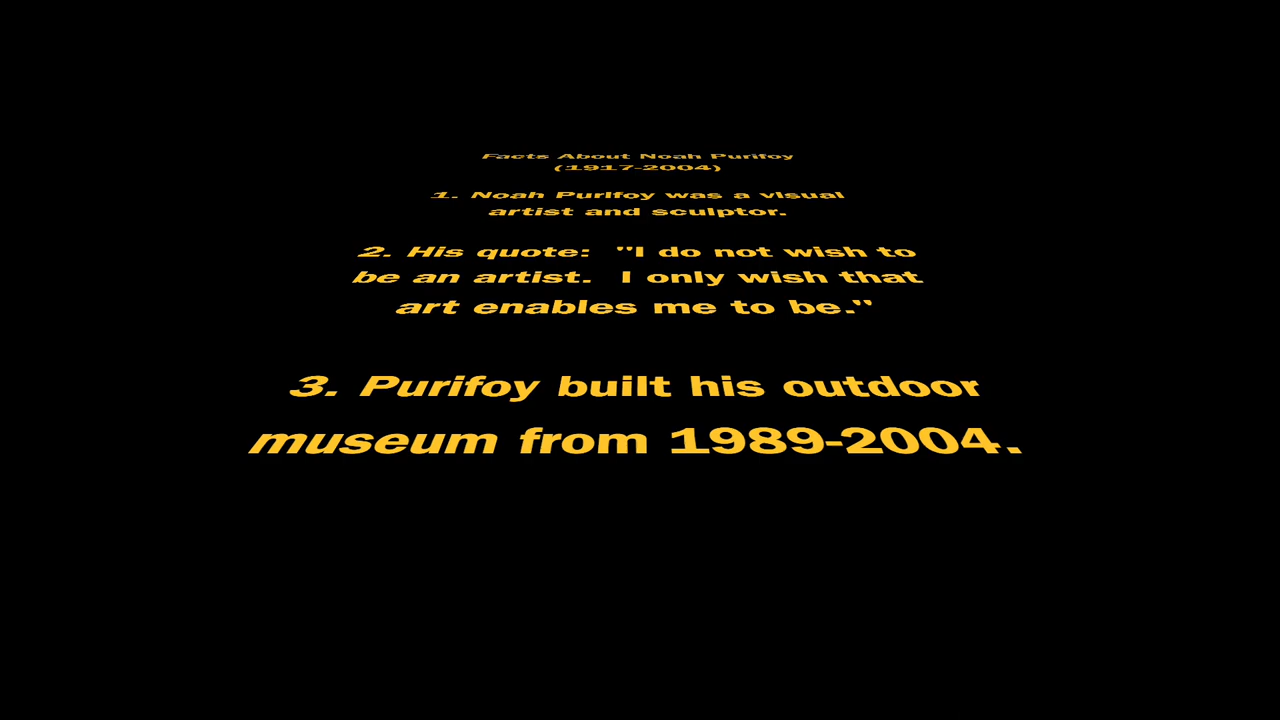 Facts About Noah Purifoy
(1917-2004)
1. Noah Purifoy was a visual
artist and sculptor.
2. His quote:  "I do not wish to
be an artist.  I only wish that
art enables me to be."
3. Purifoy built his outdoor
museum from 1989-2004.